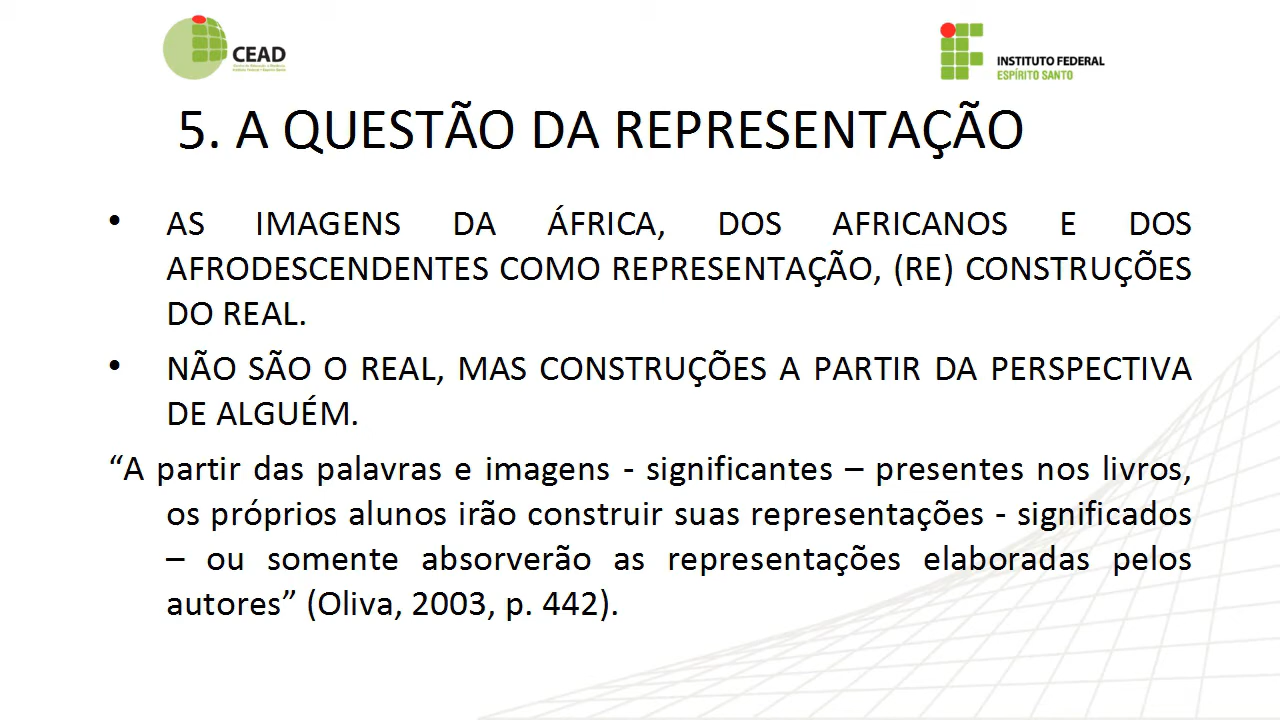 CEAD
INSTITUTO FEDERAL
ESPÍRITO SANTO
5. A QUESTÃO DA REPRESENTAÇÃO
• AS IMAGENS DA ÁFRICA, DOS AFRICANOS E DOS
AFRODESCENDENTES COMO REPRESENTAÇÃO, (RE) CONSTRUÇÕES
DO REAL.
• NÃO SÃO O REAL, MAS CONSTRUÇÕES A PARTIR DA PERSPECTIVA
DE ALGUÉM.
“A partir das palavras e imagens - significantes – presentes nos livros,
os próprios alunos irão construir suas representações - significados
– ou somente absorverão as representações elaboradas pelos
autores” (Oliva, 2003, p. 442).